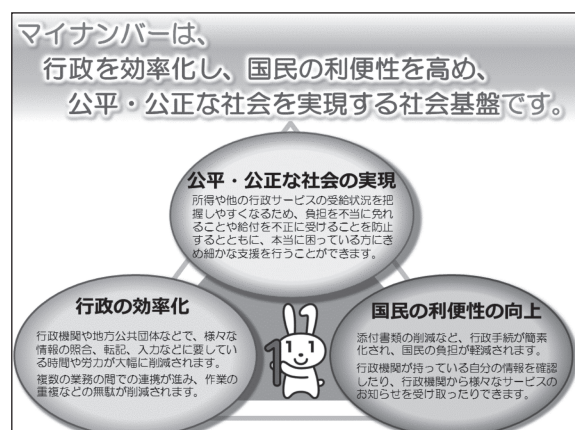 マイナンバーは、
行政を効率化し、国民の利便性を高め、
公平・公正な社会を実現する社会基盤です。
公平・公正な社会の実現
所得や他の行政サービスの受給状況を把
握しやすくなるため、負担を不当に免れ
ることや給付を不正に受けることを防止
するとともに、本当に困っている方にき
め細かな支援を行うことができます。
行政の効率化
行政機関や地方公共団体などで、様々な
情報の照合、転記、入力などに要してい
る時間や労力が大幅に削減されます。
複数の業務の間での連携が進み、作業の
重複などの無駄が削減されます。
国民の利便性の向上
添付書類の削減など、行政手続が簡素
化され、国民の負担が軽減されます。
行政機関が持っている自分の情報を確認
したり、行政機関から様々なサービスの
お知らせを受け取ったりできます。